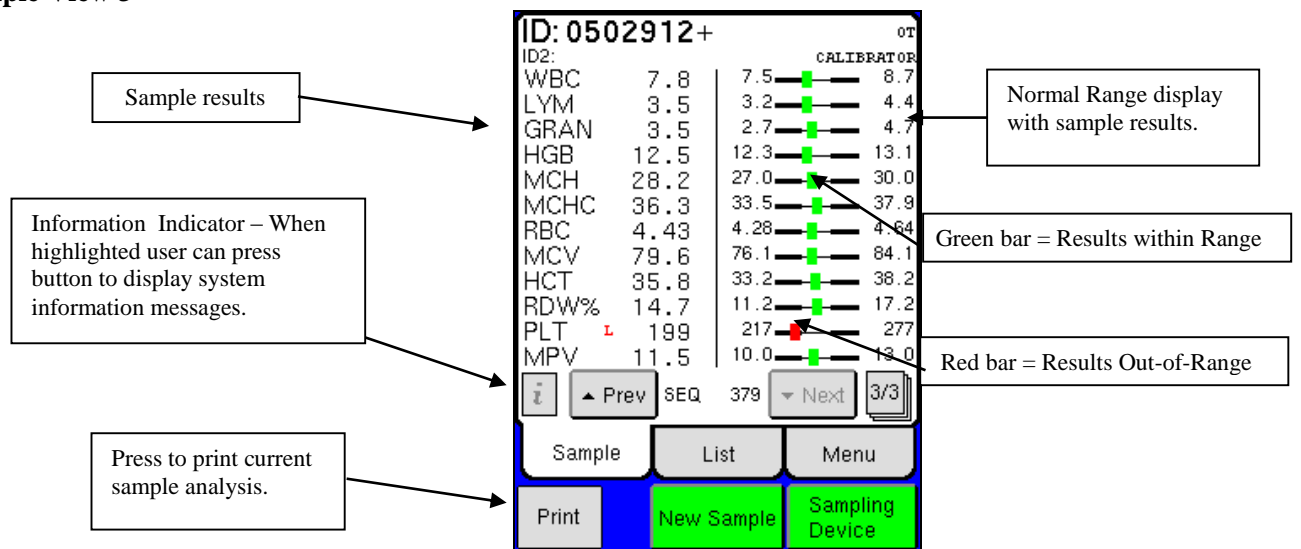 ID: 0502912+ OT
ID2: CALIBRATOR
WBC 7.8 7.5 8.7
LYM 3.5 3.2 4.4
GRAN 3.5 2.7 4.7
HGB 12.5 12.3 13.1
MCH 28.2 27.0 30.0
MCHC 36.3 33.5 37.9
RBC 4.43 4.28 4.64
MCV 79.6 76.1 84.1
HCT 35.8 33.2 38.2
RDW% 14.7 11.2 17.2
PLT L 199 217 277
MPV 11.5 10.0 13.0
i Prev SEQ 379 Next 3/3
Sample List Menu
Print New Sample Sampling
Device
Sample results
Information Indicator – When
highlighted user can press
button to display system
information messages.
Press to print current
sample analysis.
Normal Range display
with sample results.
Green bar = Results within Range
Red bar = Results Out-of-Range